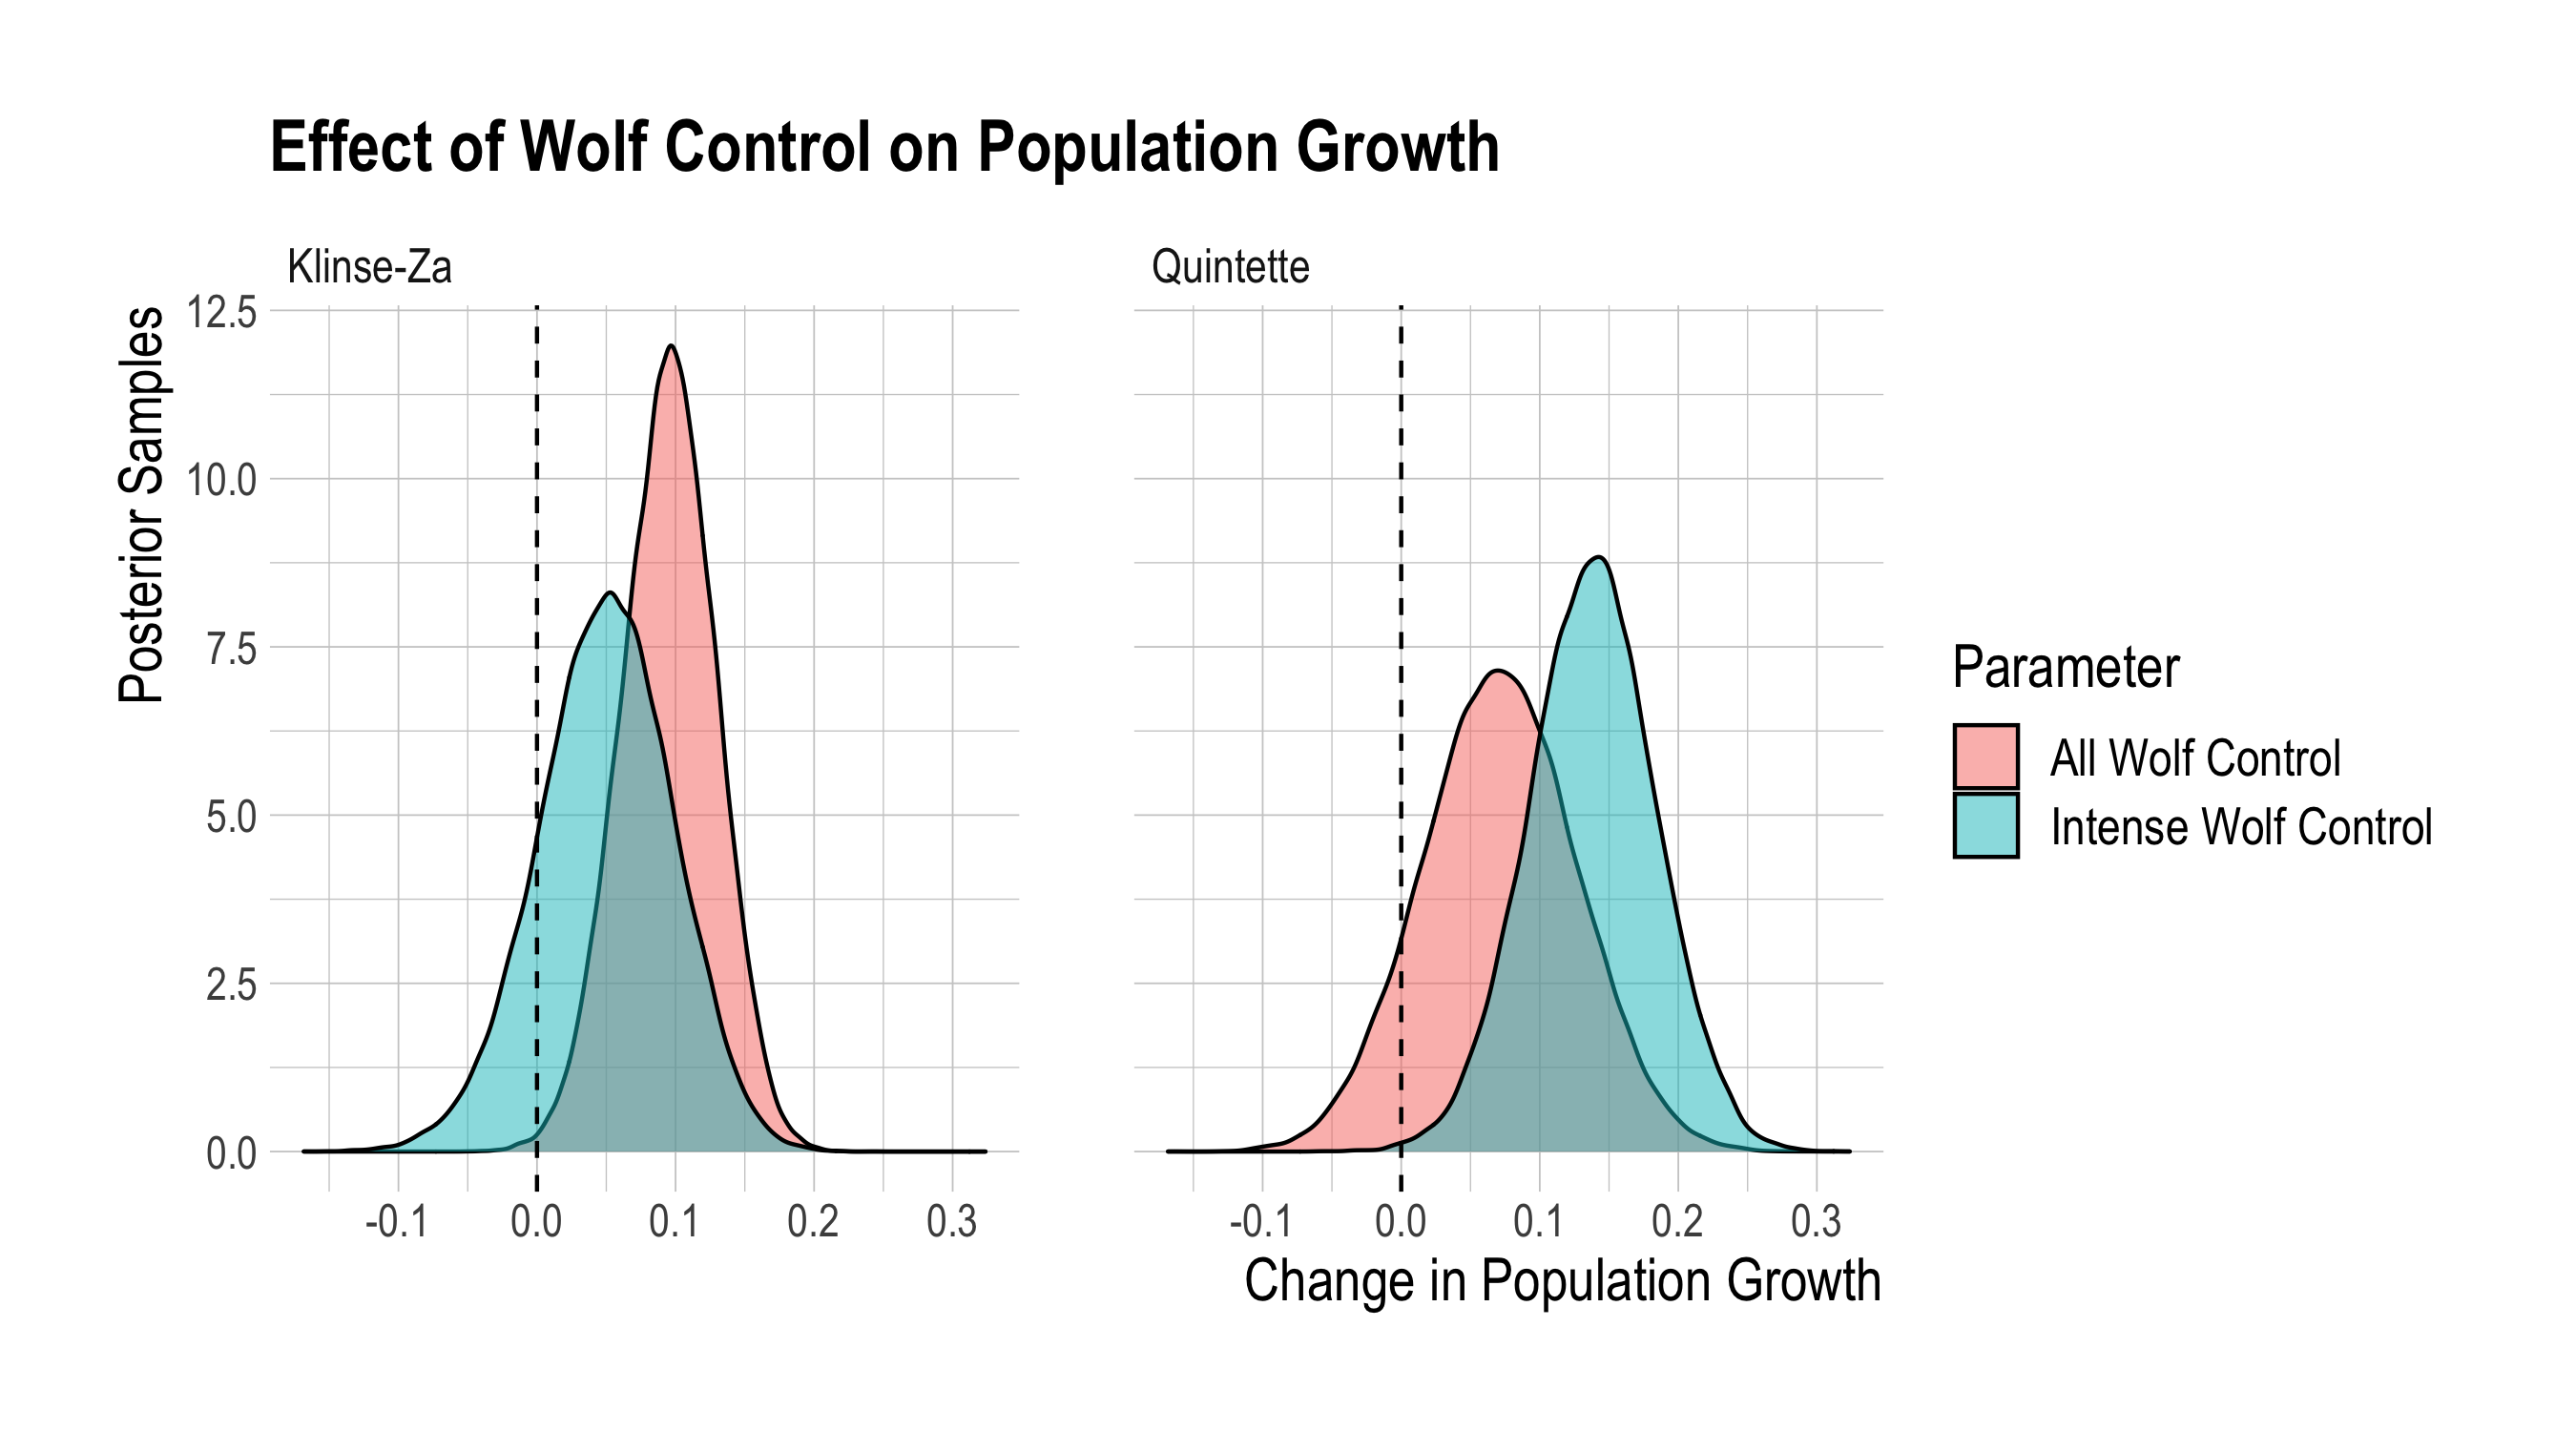 Effect of Wolf Control on Population Growth
Klinse-Za
Quintette
Posterior Samples
12.5
10.0
7.5
5.0
2.5
0.0
-0.1 0.0 0.1 0.2 0.3
-0.1 0.0 0.1 0.2 0.3
Change in Population Growth
Parameter
All Wolf Control
Intense Wolf Control